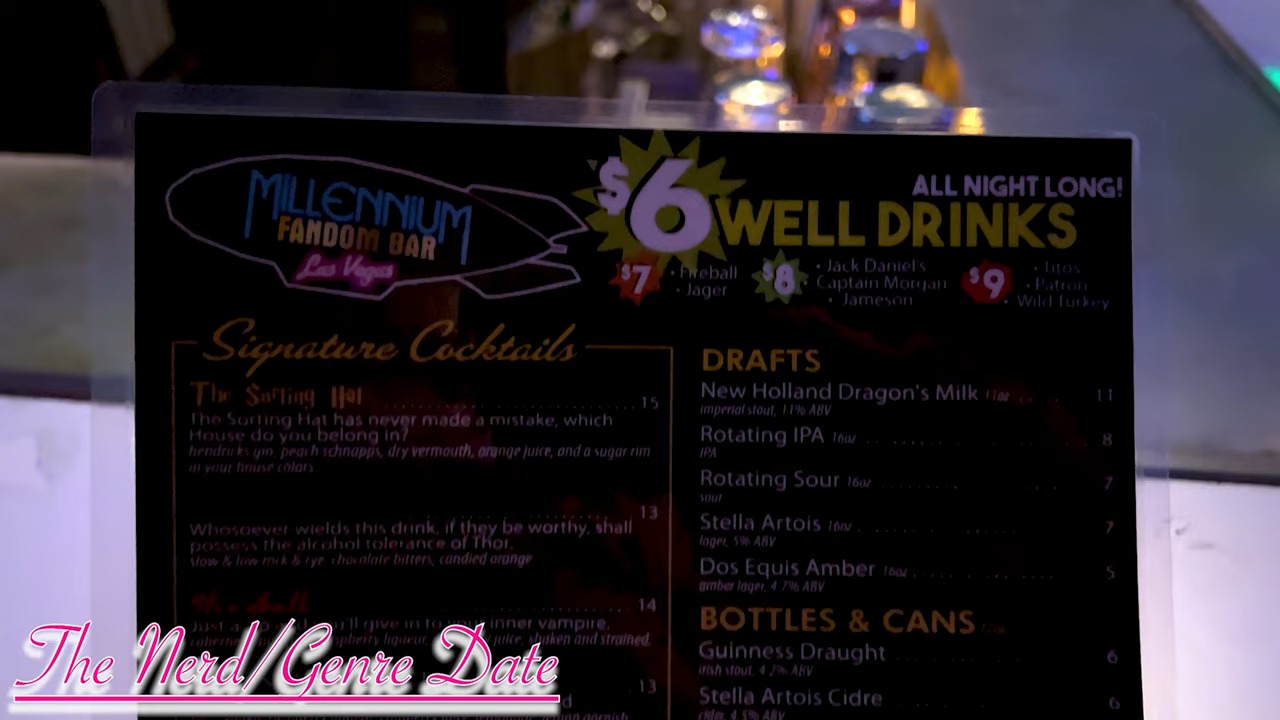 MILLENNIUM
FANDOM BAR
Las Vegas
$6 WELL DRINKS
ALL NIGHT LONG!
$7
• Fireball
• Jager
$8
• Jack Daniel's
• Captain Morgan
• Jameson
$9
• Titos
• Patron
• Wild Turkey
Signature Cocktails
The Sorting Hat 15
The Sorting Hat has never made a mistake, which
House do you belong in?
hendricks gin, peach schnapps, dry vermouth, orange juice, and a sugar rim
in your house colors
13
Whosoever wields this drink, if they be worthy, shall
possess the alcohol tolerance of Thor.
slow & low rock & rye, chocolate bitters, candied orange
14
you'll give in to your inner vampire,
liqueur, juice, shaken and strained.
13
DRAFTS
New Holland Dragon's Milk 11oz 11
imperial stout, 11% ABV
Rotating IPA 16oz 8
IPA
Rotating Sour 16oz 7
sour
Stella Artois 16oz 7
lager, 5% ABV
Dos Equis Amber 16oz 5
amber lager, 4.7% ABV
BOTTLES & CANS
Guinness Draught 6
irish stout, 4.2% ABV
Stella Artois Cidre 6
cider, 4.5% ABV
The Nerd/Genre Date